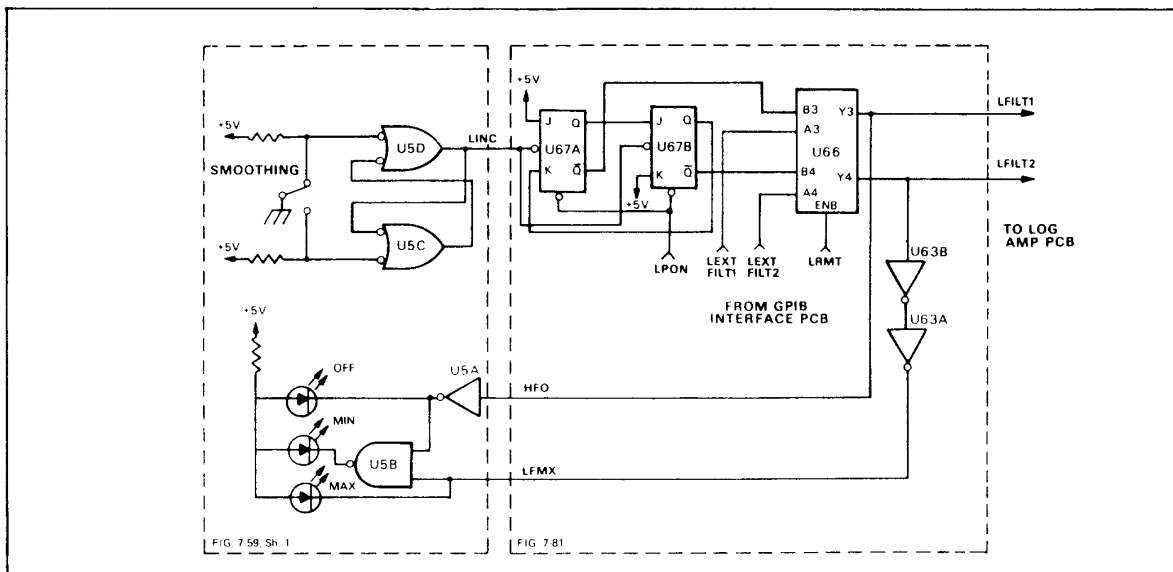 +5V
SMOOTHING
+5V
U5D
U5C
LINC
+5V
J
Q
U67A
K
Q
J
Q
U67B
K
Q
+5V
LPON
LEXT
FILT1
LEXT
FILT2
LRMT
FROM GPIB
INTERFACE PCB
B3
Y3
A3
U66
B4
Y4
A4
ENB
LFILT1
LFILT2
TO LOG
AMP PCB
U63B
U63A
+5V
OFF
MIN
MAX
U5A
U5B
HFO
LFMX
FIG. 7-59, Sh. 1
FIG. 7-81